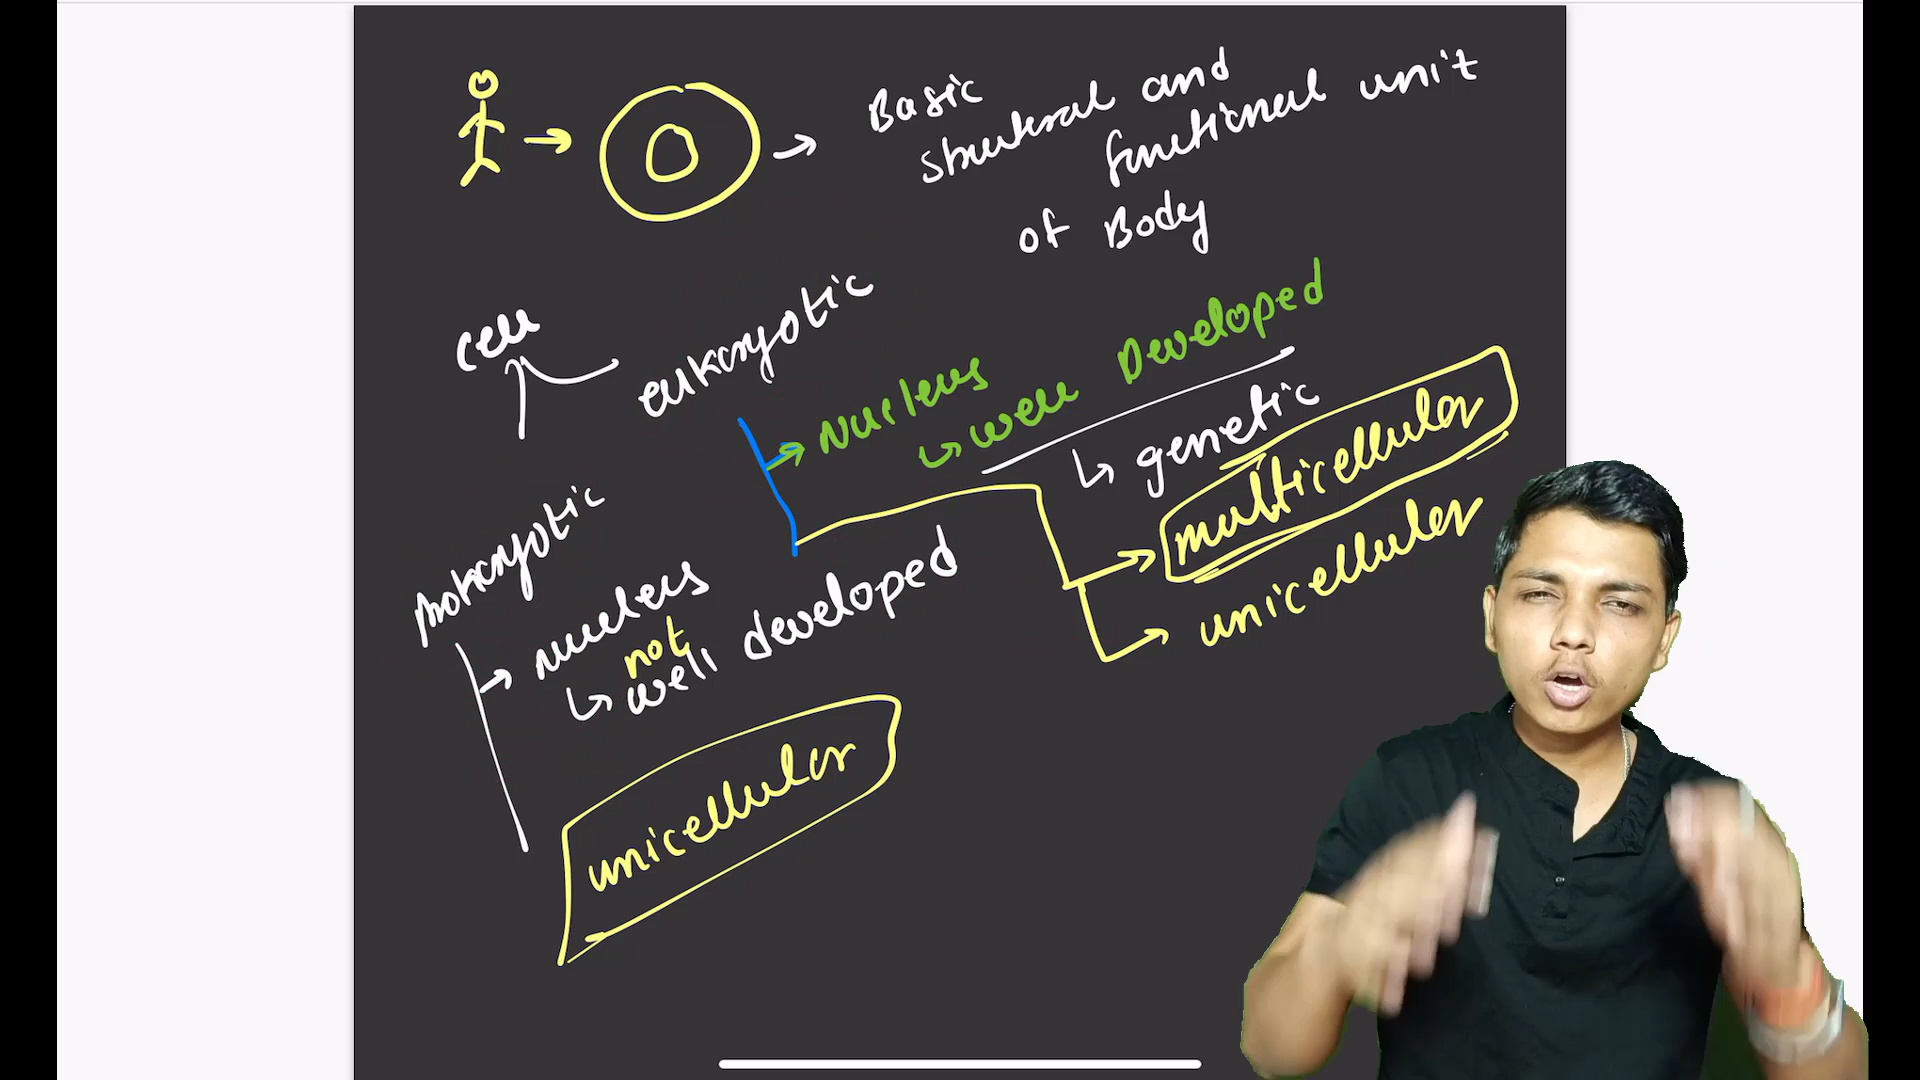 Basic
structural and
functional unit
of Body
cell
eukaryotic
Nucleus
↳ well Developed
↳ genetic
multicellular
unicellular
prokaryotic
nucleus
not
↳ well developed
unicellular